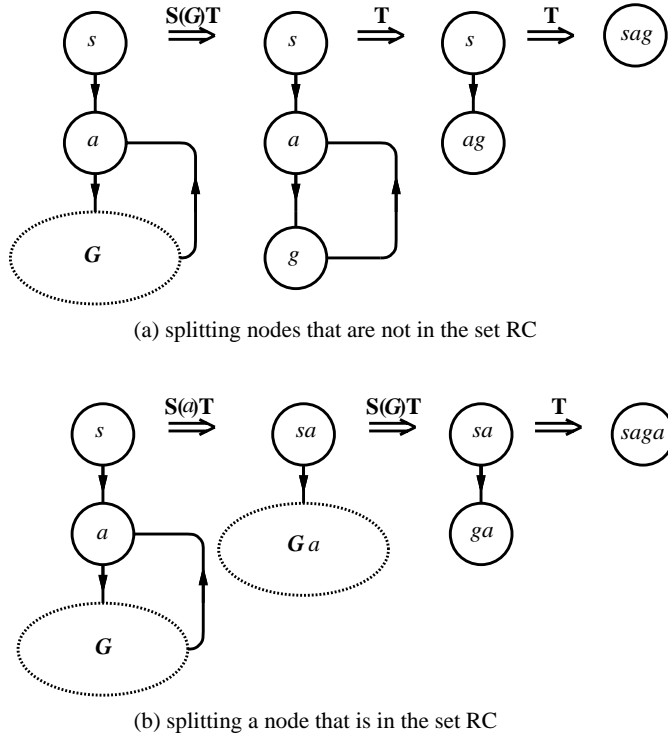 S(G)T T T
s s s sag
a a ag
G g
(a) splitting nodes that are not in the set RC
S(a)T S(G)T T
s sa sa saga
a G a ga
G
(b) splitting a node that is in the set RC